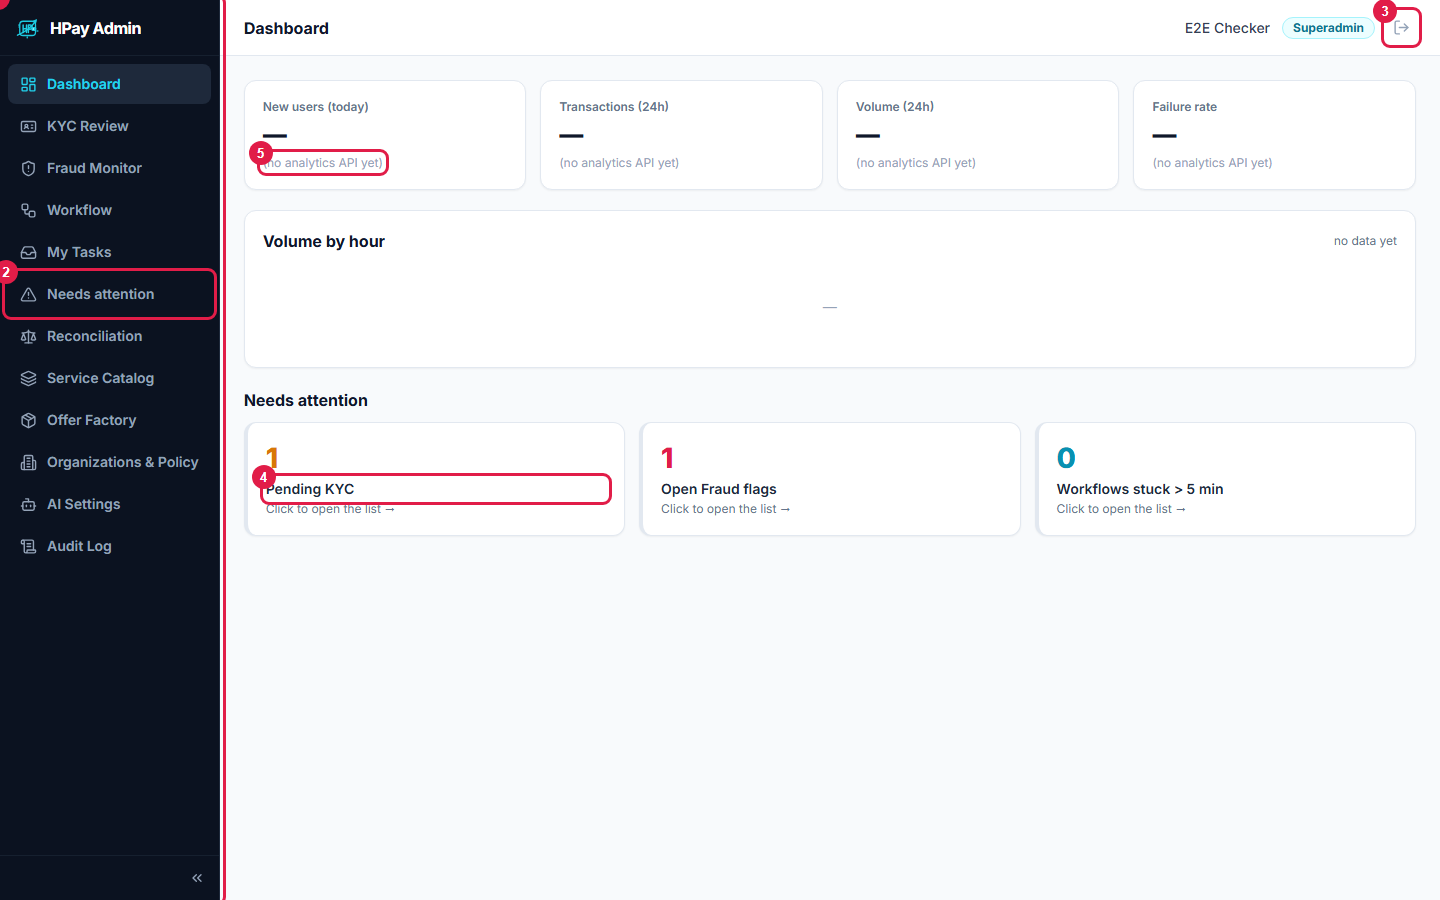 HPay Admin
Dashboard
KYC Review
Fraud Monitor
Workflow
My Tasks
2
Needs attention
Reconciliation
Service Catalog
Offer Factory
Organizations & Policy
AI Settings
Audit Log
Dashboard
E2E Checker
Superadmin
3
New users (today)
—
5
(no analytics API yet)
Transactions (24h)
—
(no analytics API yet)
Volume (24h)
—
(no analytics API yet)
Failure rate
—
(no analytics API yet)
Volume by hour
no data yet
—
Needs attention
1
4
Pending KYC
Click to open the list →
1
Open Fraud flags
Click to open the list →
0
Workflows stuck > 5 min
Click to open the list →